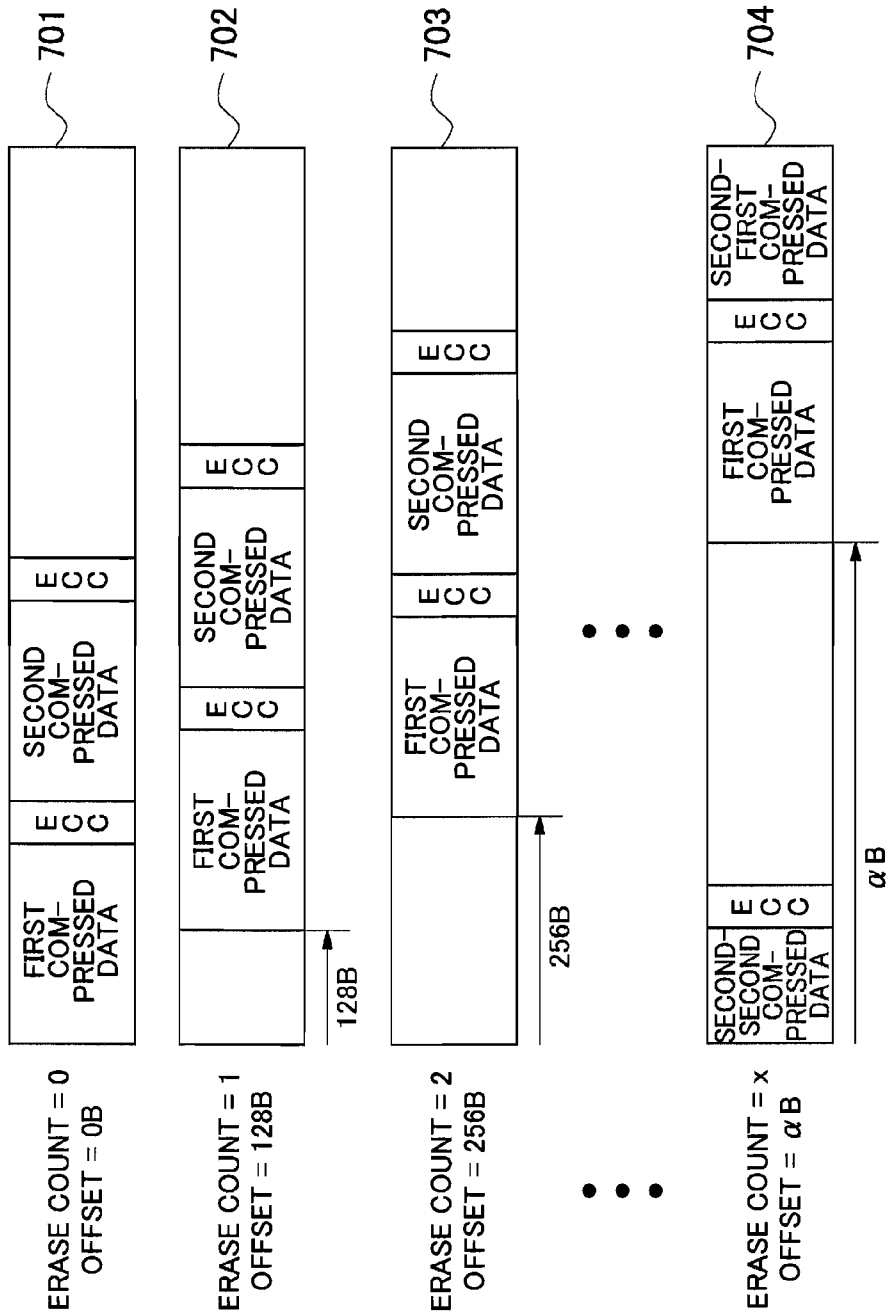 ERASE COUNT = 0
OFFSET = 0B
FIRST
COM-
PRESSED
DATA
E
C
C
SECOND
COM-
PRESSED
DATA
E
C
C
701
ERASE COUNT = 1
OFFSET = 128B
128B
FIRST
COM-
PRESSED
DATA
E
C
C
SECOND
COM-
PRESSED
DATA
E
C
C
702
ERASE COUNT = 2
OFFSET = 256B
256B
FIRST
COM-
PRESSED
DATA
E
C
C
SECOND
COM-
PRESSED
DATA
E
C
C
703
ERASE COUNT = x
OFFSET = αB
SECOND-
SECOND
COM-
PRESSED
DATA
E
C
C
αB
FIRST
COM-
PRESSED
DATA
E
C
C
SECOND-
FIRST
COM-
PRESSED
DATA
704